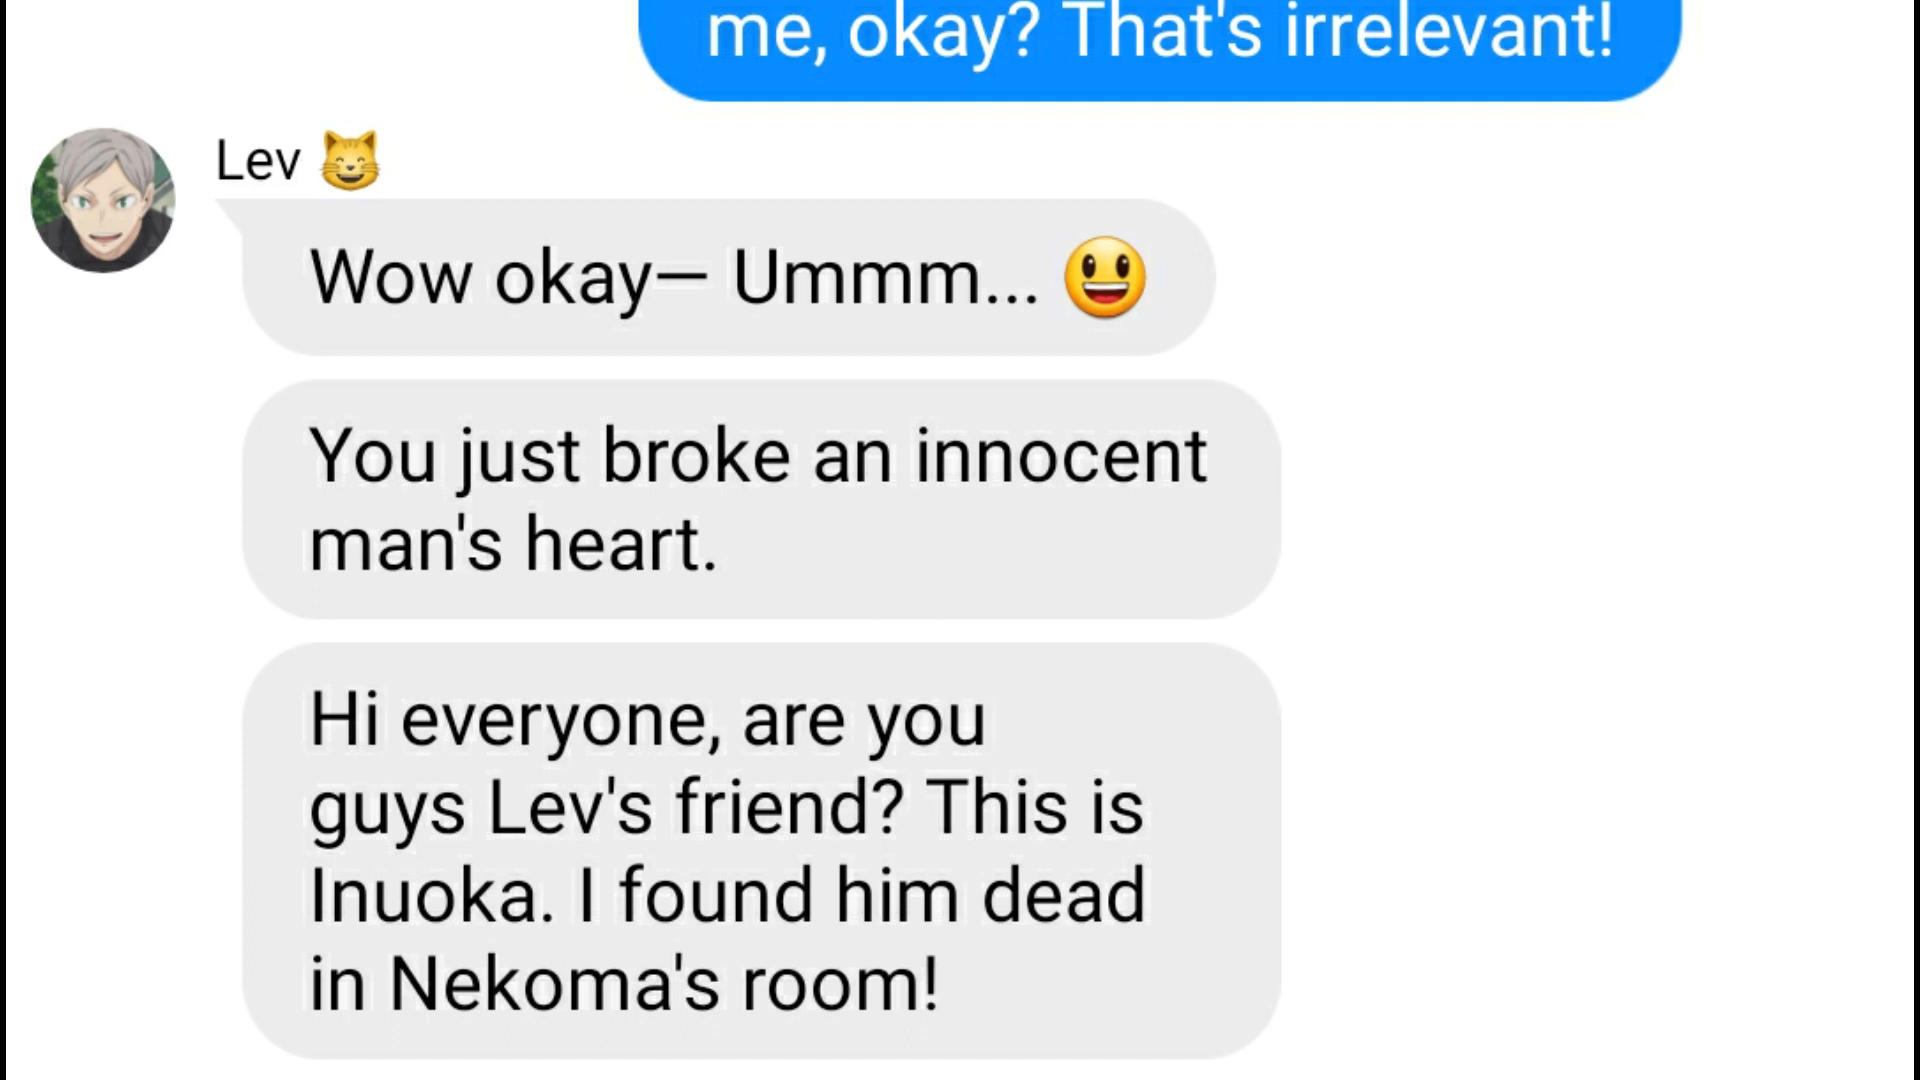 me, okay? That's irrelevant!
Lev 😸
Wow okay— Ummm... 😃
You just broke an innocent
man's heart.
Hi everyone, are you
guys Lev's friend? This is
Inuoka. I found him dead
in Nekoma's room!